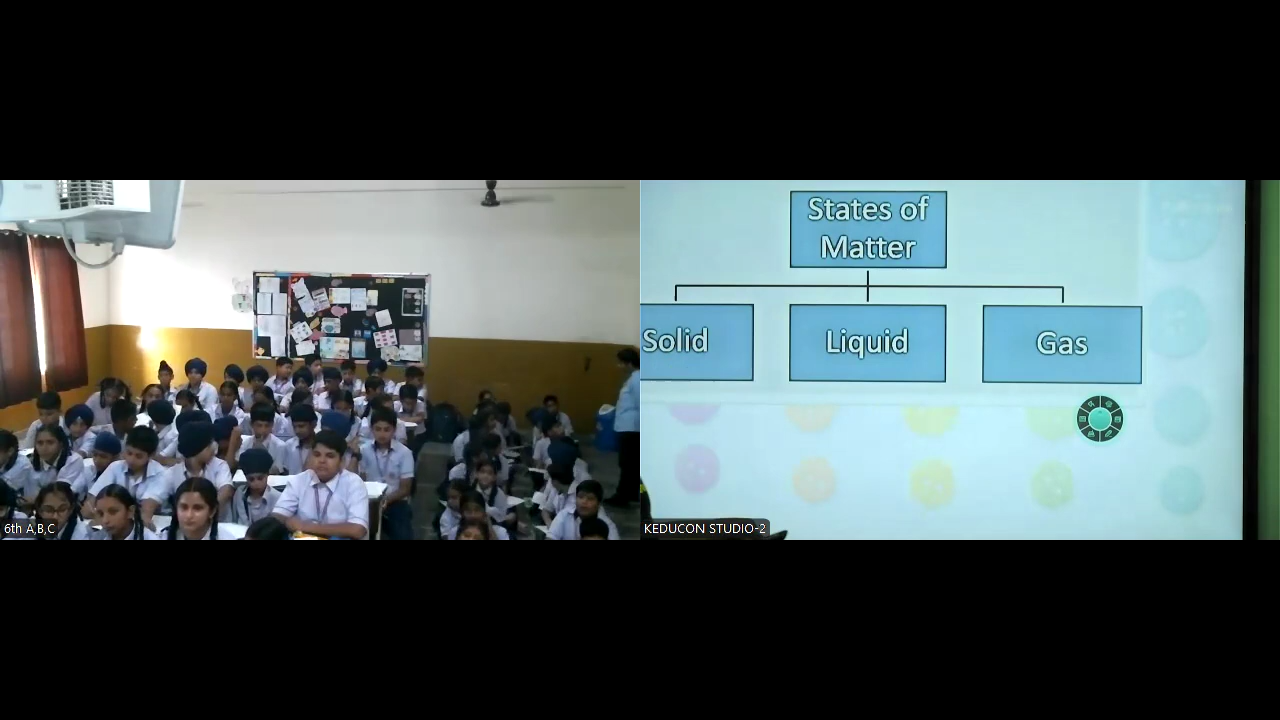 States of
Matter
Solid
Liquid
Gas
6th A,B,C
KEDUCON STUDIO-2